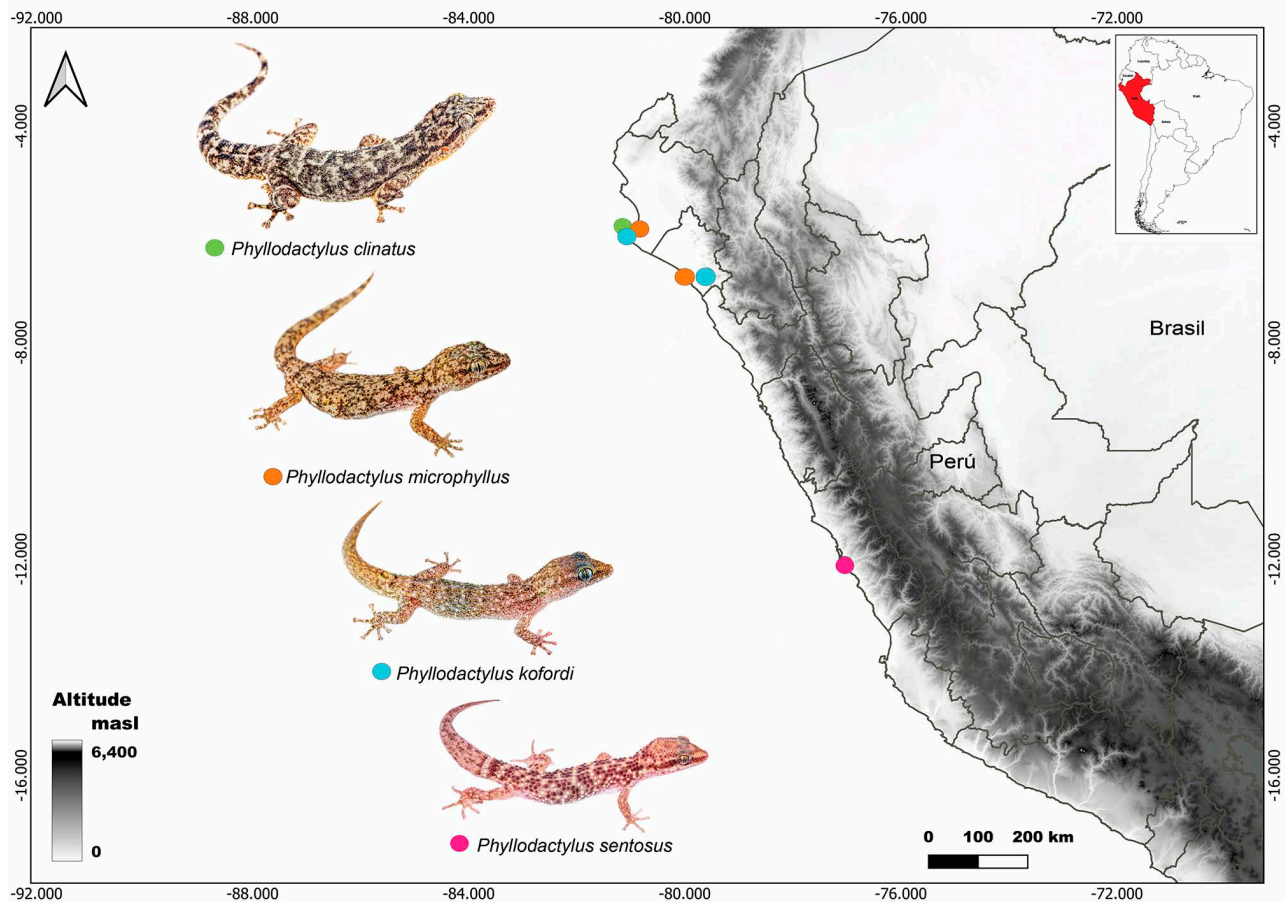 -92.000 -88.000 -84.000 -80.000 -76.000 -72.000
-4.000 -4.000
Phyllodactylus clinatus
-8.000 Brasil -8.000
Phyllodactylus microphyllus
Perú
-12.000 -12.000
Phyllodactylus kofordi
Altitude
masl
6,400
-16.000 -16.000
0
Phyllodactylus sentosus
0 100 200 km
-92.000 -88.000 -84.000 -80.000 -76.000 -72.000